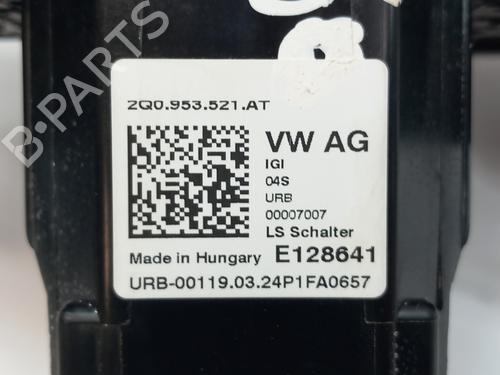 2Q0.953.521.AT
VW AG
IGI
04S
URB
00007007
LS Schalter
Made in Hungary E128641
URB-00119.03.24P1FA0657
B-PARTS